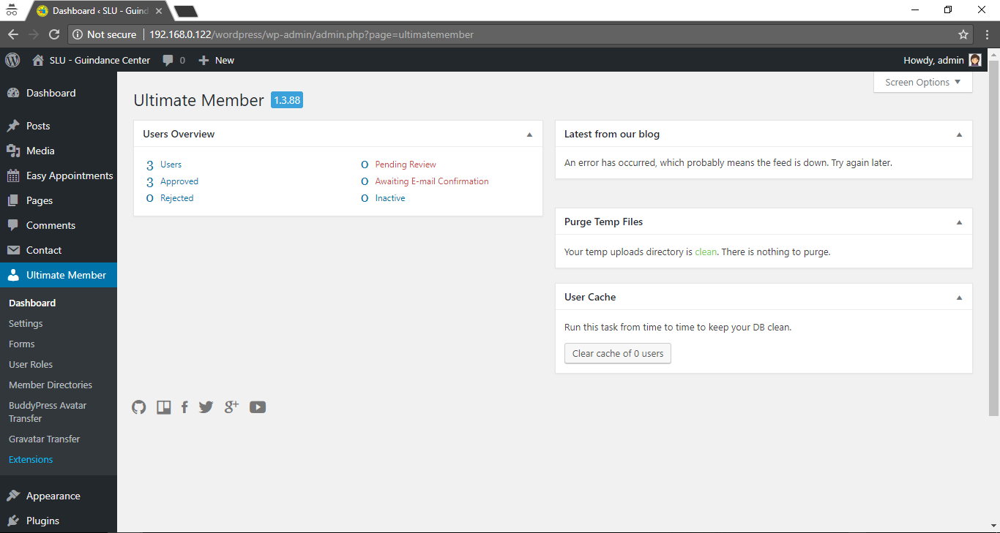 Dashboard ‹ SLU - Guind
Not secure | 192.168.0.122/wordpress/wp-admin/admin.php?page=ultimatemember
SLU - Guindance Center 0 New Howdy, admin
Screen Options
Dashboard
Posts
Media
Easy Appointments
Pages
Comments
Contact
Ultimate Member
Dashboard
Settings
Forms
User Roles
Member Directories
BuddyPress Avatar
Transfer
Gravatar Transfer
Extensions
Appearance
Plugins
Ultimate Member 1.3.88
Users Overview
3 Users
3 Approved
0 Rejected
0 Pending Review
0 Awaiting E-mail Confirmation
0 Inactive
Latest from our blog
An error has occurred, which probably means the feed is down. Try again later.
Purge Temp Files
Your temp uploads directory is clean. There is nothing to purge.
User Cache
Run this task from time to time to keep your DB clean.
Clear cache of 0 users